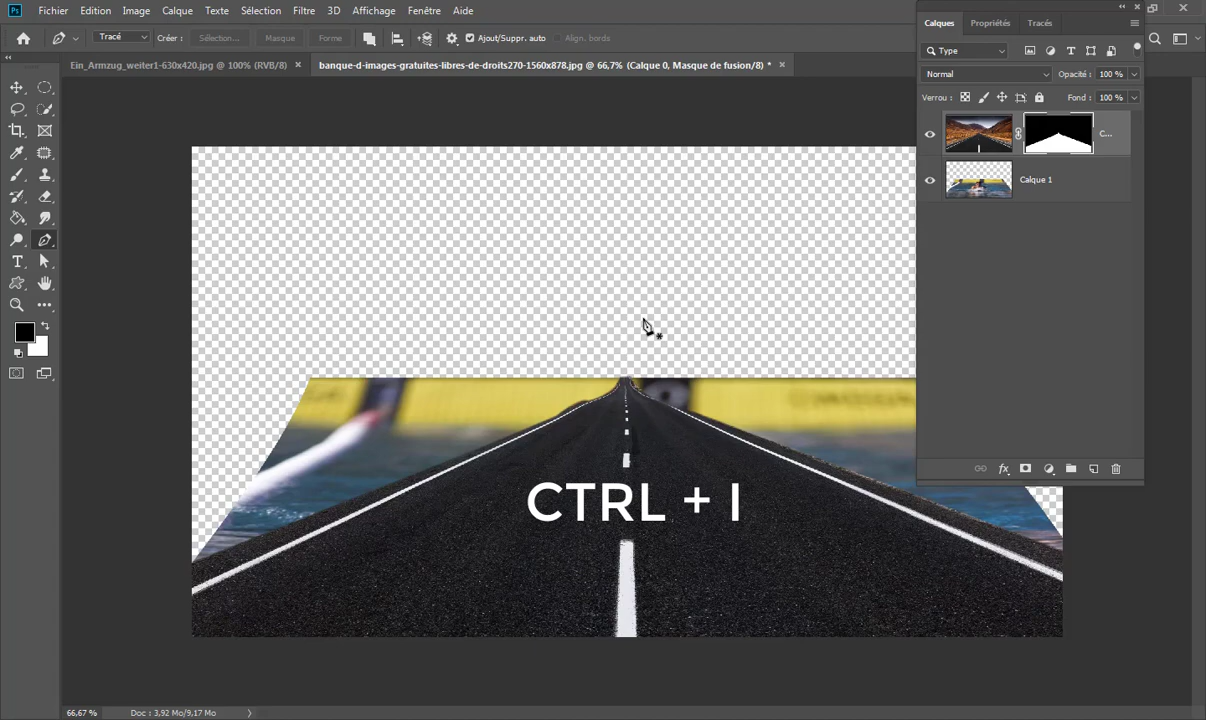 Ps Fichier Edition Image Calque Texte Sélection Filtre 3D Affichage Fenêtre Aide
Tracé Créer : Sélection... Masque Forme Ajout/Suppr. auto Align. bords
Ein_Armzug_weiter1-630x420.jpg @ 100% (RVB/8) × banque-d-images-gratuites-libres-de-droits270-1560x878.jpg @ 66,7% (Calque 0, Masque de fusion/8) * ×
Calques Propriétés Tracés
Type
Normal Opacité : 100 %
Verrou : Fond : 100 %
C...
Calque 1
CTRL + I
66,67 % Doc : 3,92 Mo/9,17 Mo